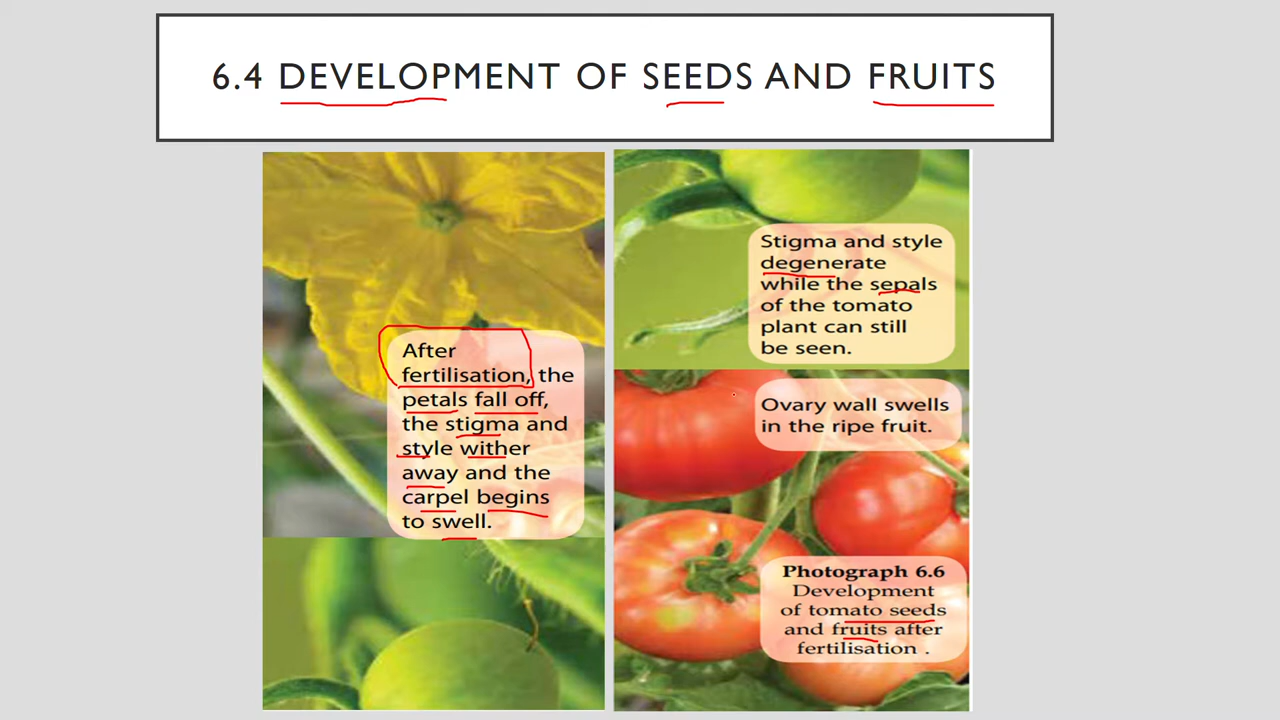 6.4 DEVELOPMENT OF SEEDS AND FRUITS
After
fertilisation, the
petals fall off,
the stigma and
style wither
away and the
carpel begins
to swell.
Stigma and style
degenerate
while the sepals
of the tomato
plant can still
be seen.
Ovary wall swells
in the ripe fruit.
Photograph 6.6
Development
of tomato seeds
and fruits after
fertilisation .